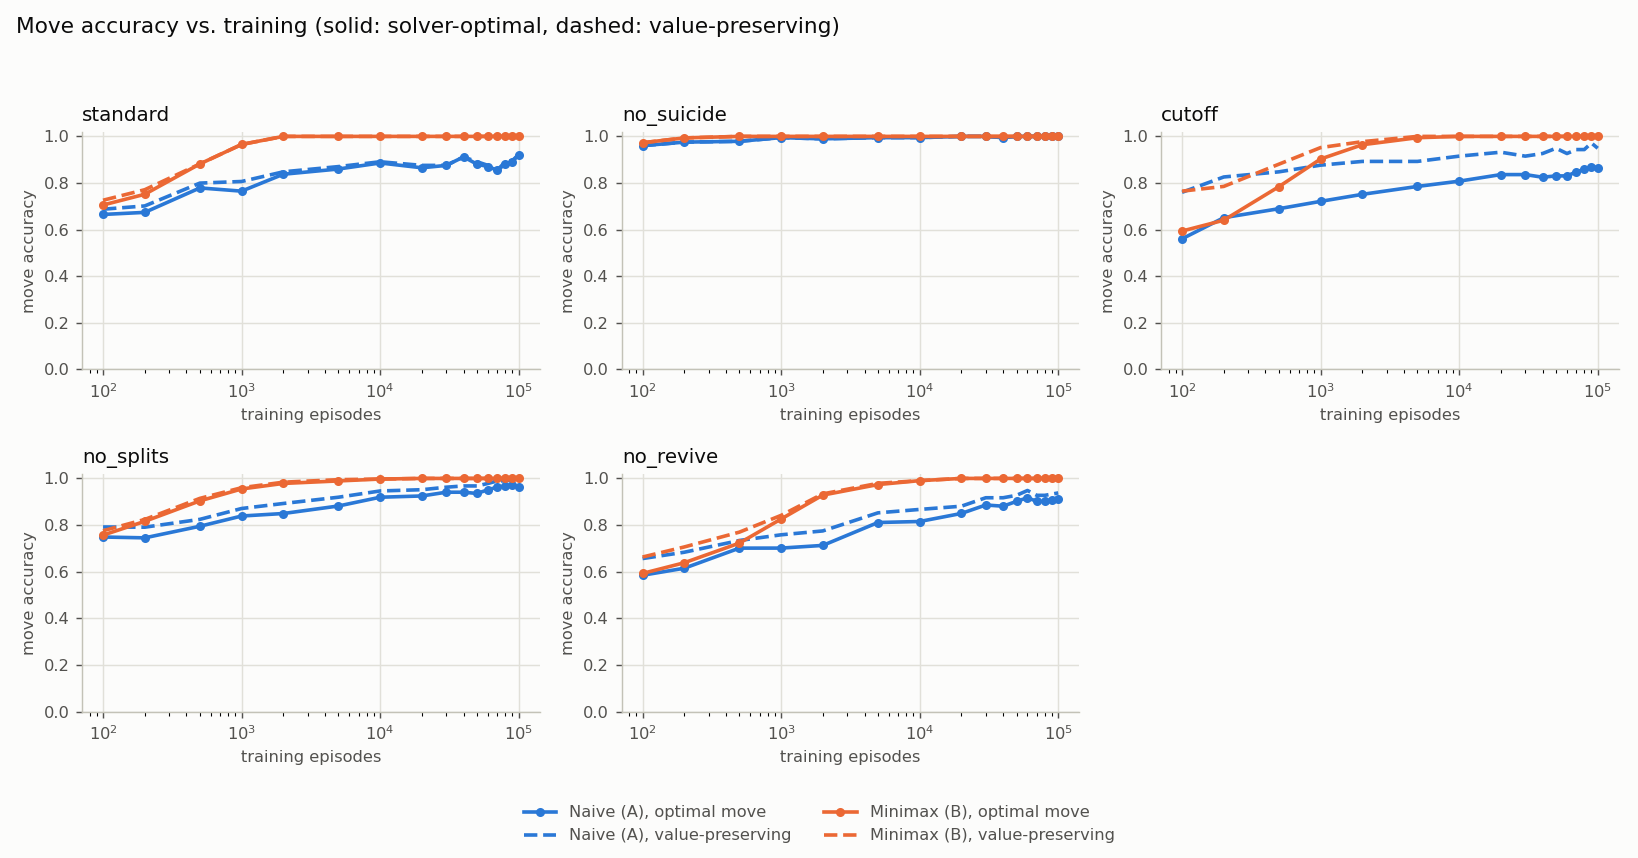 Move accuracy vs. training (solid: solver-optimal, dashed: value-preserving)
standard
move accuracy
1.0
0.8
0.6
0.4
0.2
0.0
10²
10³
10⁴
10⁵
training episodes
no_suicide
move accuracy
1.0
0.8
0.6
0.4
0.2
0.0
10²
10³
10⁴
10⁵
training episodes
cutoff
move accuracy
1.0
0.8
0.6
0.4
0.2
0.0
10²
10³
10⁴
10⁵
training episodes
no_splits
move accuracy
1.0
0.8
0.6
0.4
0.2
0.0
10²
10³
10⁴
10⁵
training episodes
no_revive
move accuracy
1.0
0.8
0.6
0.4
0.2
0.0
10²
10³
10⁴
10⁵
training episodes
Naive (A), optimal move
Naive (A), value-preserving
Minimax (B), optimal move
Minimax (B), value-preserving